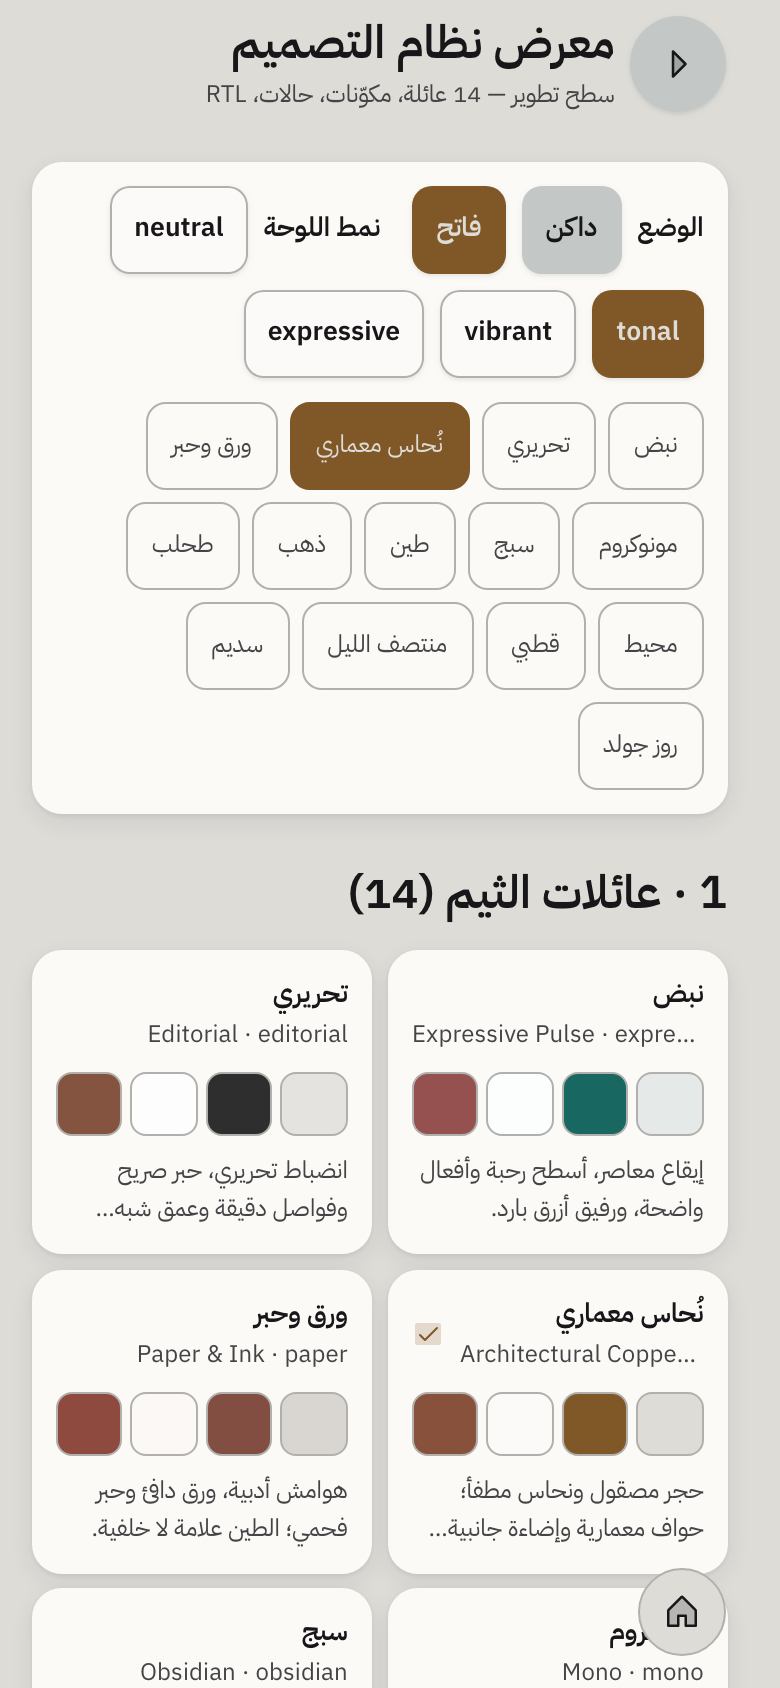 معرض نظام التصميم
سطح تطوير — 14 عائلة، مكوّنات، حالات، RTL
الوضع داكن فاتح نمط اللوحة neutral
tonal vibrant expressive
نبض تحريري نُحاس معماري ورق وحبر
مونوكروم سبج طين ذهب طحلب
محيط قطبي منتصف الليل سديم
روز جولد
1 · عائلات الثيم (14)
نبض
Expressive Pulse · expre...
إيقاع معاصر، أسطح رحبة وأفعال
واضحة، ورفيق أزرق بارد.
تحريري
Editorial · editorial
انضباط تحريري، حبر صريح
وفواصل دقيقة وعمق شبه...
نُحاس معماري
Architectural Coppe...
حجر مصقول ونحاس مطفأ؛
حواف معمارية وإضاءة جانبية...
ورق وحبر
Paper & Ink · paper
هوامش أدبية، ورق دافئ وحبر
فحمي؛ الطين علامة لا خلفية.
Mono · mono
سبج
Obsidian · obsidian